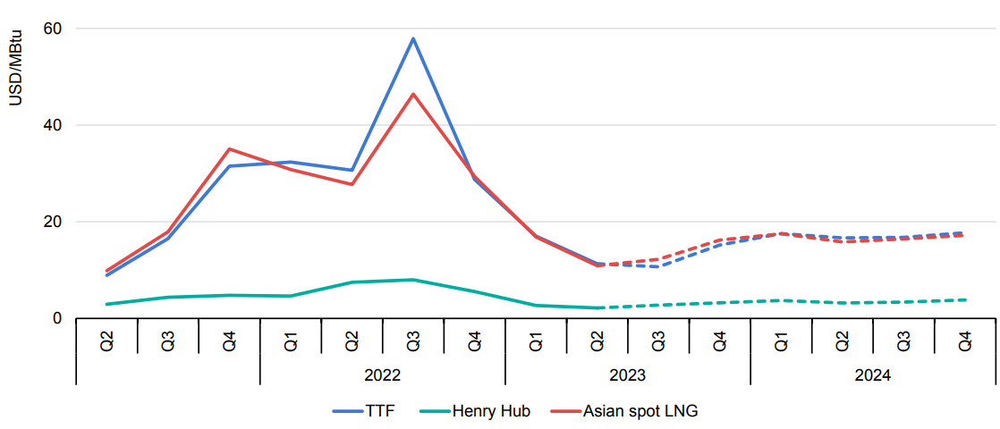 USD/MBtu
60
40
20
0
Q2 Q3 Q4 Q1 Q2 Q3 Q4 Q1 Q2 Q3 Q4 Q1 Q2 Q3 Q4
2022 2023 2024
TTF Henry Hub Asian spot LNG